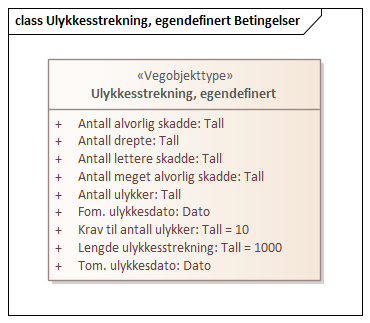 class Ulykkesstrekning, egendefinert Betingelser
«Vegobjekttype»
Ulykkesstrekning, egendefinert
+ Antall alvorlig skadde: Tall
+ Antall drepte: Tall
+ Antall lettere skadde: Tall
+ Antall meget alvorlig skadde: Tall
+ Antall ulykker: Tall
+ Fom. ulykkesdato: Dato
+ Krav til antall ulykker: Tall = 10
+ Lengde ulykkesstrekning: Tall = 1000
+ Tom. ulykkesdato: Dato